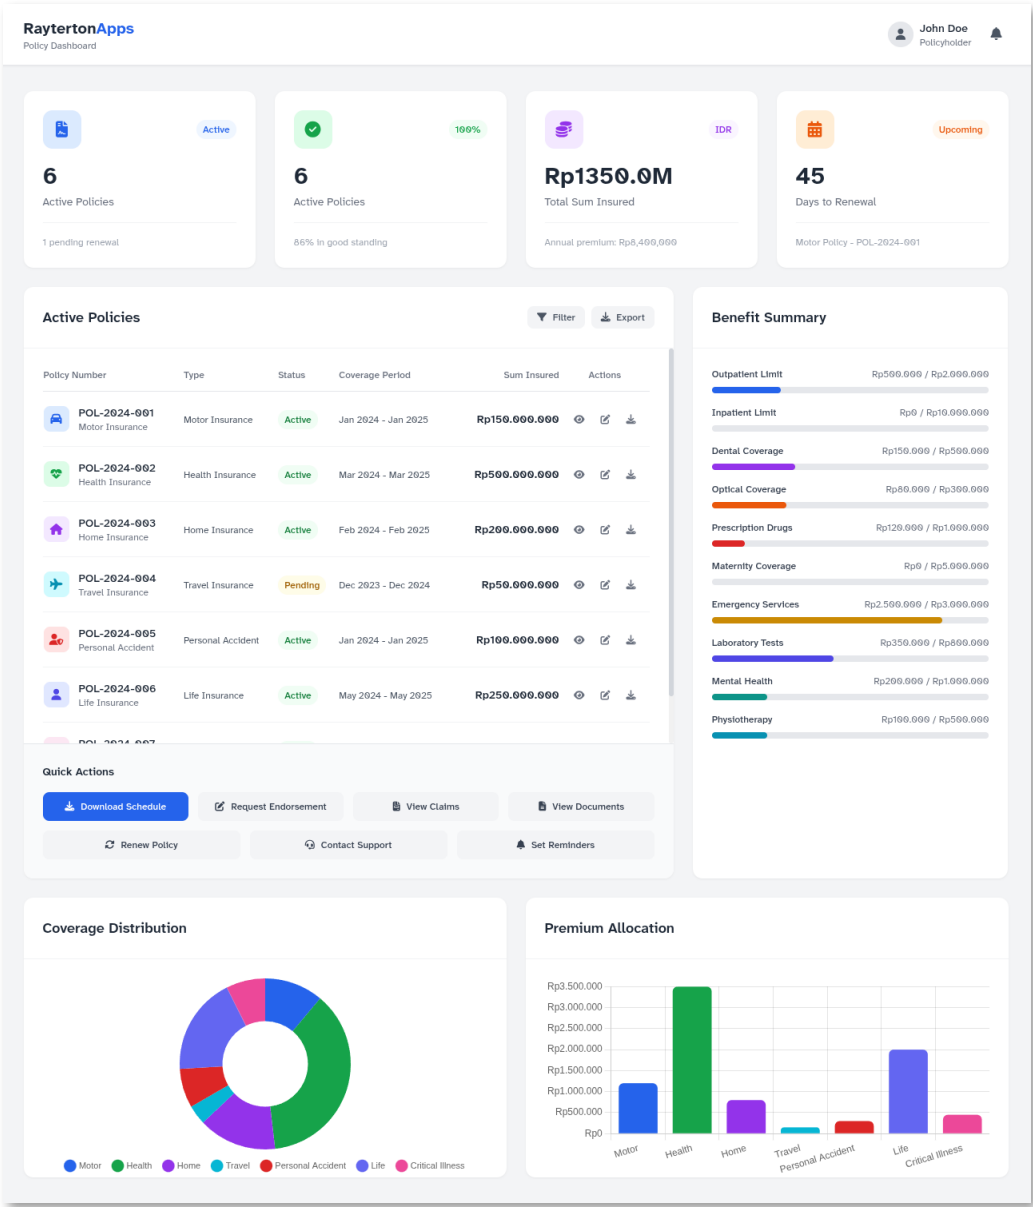 RaytertonApps
Policy Dashboard
John Doe
Policyholder
Active
6
Active Policies
1 pending renewal
100%
6
Active Policies
86% in good standing
IDR
Rp1350.0M
Total Sum Insured
Annual premium: Rp8,400,000
Upcoming
45
Days to Renewal
Motor Policy - POL-2024-001
Active Policies
Filter
Export
Policy Number Type Status Coverage Period Sum Insured Actions
POL-2024-001
Motor Insurance
Motor Insurance Active Jan 2024 - Jan 2025 Rp150.000.000
POL-2024-002
Health Insurance
Health Insurance Active Mar 2024 - Mar 2025 Rp500.000.000
POL-2024-003
Home Insurance
Home Insurance Active Feb 2024 - Feb 2025 Rp200.000.000
POL-2024-004
Travel Insurance
Travel Insurance Pending Dec 2023 - Dec 2024 Rp50.000.000
POL-2024-005
Personal Accident
Personal Accident Active Jan 2024 - Jan 2025 Rp100.000.000
POL-2024-006
Life Insurance
Life Insurance Active May 2024 - May 2025 Rp250.000.000
POL-2024-007
Quick Actions
Download Schedule
Request Endorsement
View Claims
View Documents
Renew Policy
Contact Support
Set Reminders
Benefit Summary
Outpatient Limit Rp500.000 / Rp2.000.000
Inpatient Limit Rp0 / Rp10.000.000
Dental Coverage Rp150.000 / Rp500.000
Optical Coverage Rp80.000 / Rp300.000
Prescription Drugs Rp120.000 / Rp1.000.000
Maternity Coverage Rp0 / Rp5.000.000
Emergency Services Rp2.500.000 / Rp3.000.000
Laboratory Tests Rp350.000 / Rp800.000
Mental Health Rp200.000 / Rp1.000.000
Physiotherapy Rp100.000 / Rp500.000
Coverage Distribution
Motor Health Home Travel Personal Accident Life Critical Illness
Premium Allocation
Rp3.500.000
Rp3.000.000
Rp2.500.000
Rp2.000.000
Rp1.500.000
Rp1.000.000
Rp500.000
Rp0
Motor Health Home Travel Personal Accident Life Critical Illness